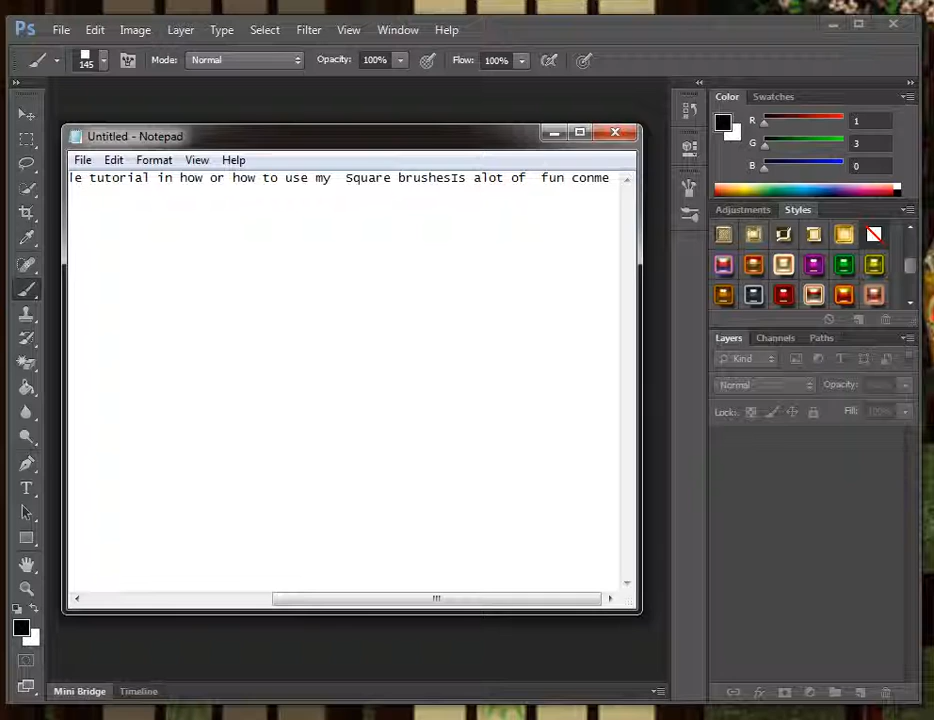 Ps File Edit Image Layer Type Select Filter View Window Help
145 Mode: Normal Opacity: 100% Flow: 100%
Color Swatches
R 1
G 3
B 0
Adjustments Styles
Layers Channels Paths
Kind T
Normal Opacity:
Lock: Fill: 100%
Untitled - Notepad
File Edit Format View Help
le tutorial in how or how to use my  Square brushesIs alot of  fun conme
Mini Bridge Timeline